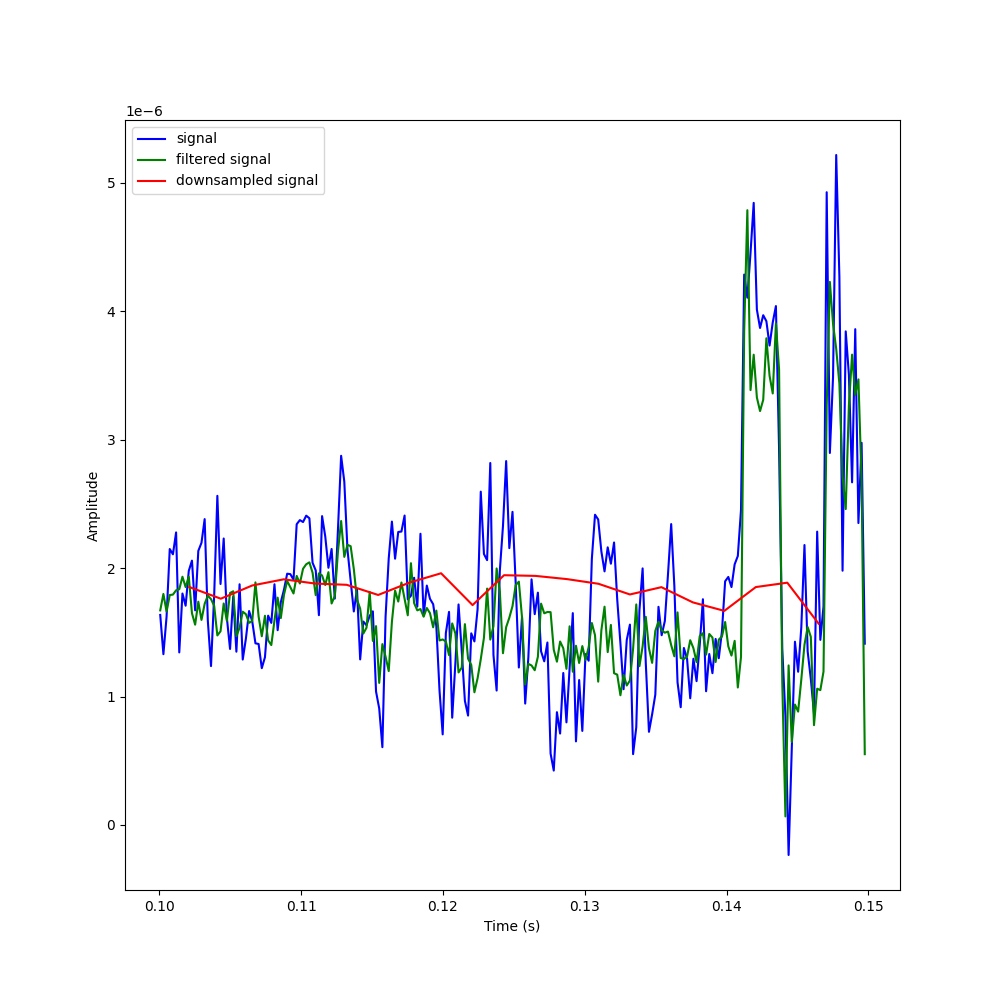 1e−6
signal
filtered signal
downsampled signal
5
4
3
2
1
0
Amplitude
0.10 0.11 0.12 0.13 0.14 0.15
Time (s)